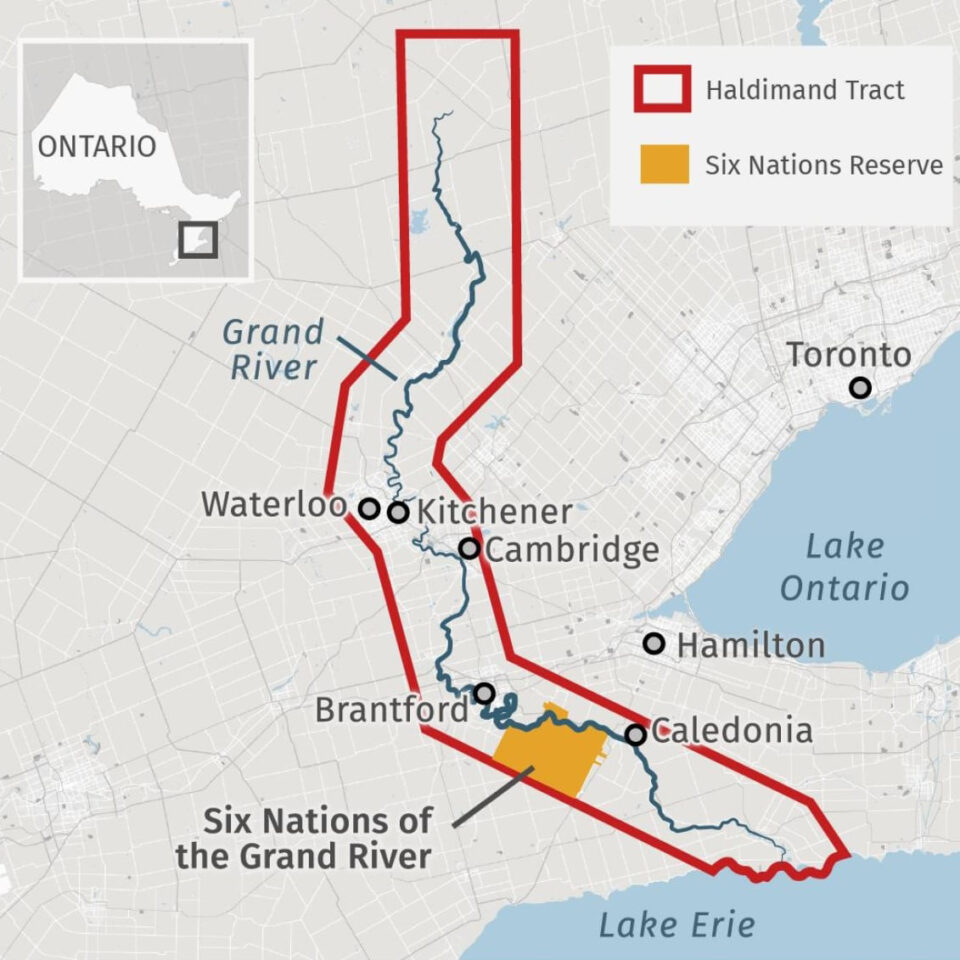 ONTARIO
Haldimand Tract
Six Nations Reserve
Grand
River
Toronto
Waterloo
Kitchener
Cambridge
Lake
Ontario
Hamilton
Brantford
Caledonia
Six Nations of
the Grand River
Lake Erie